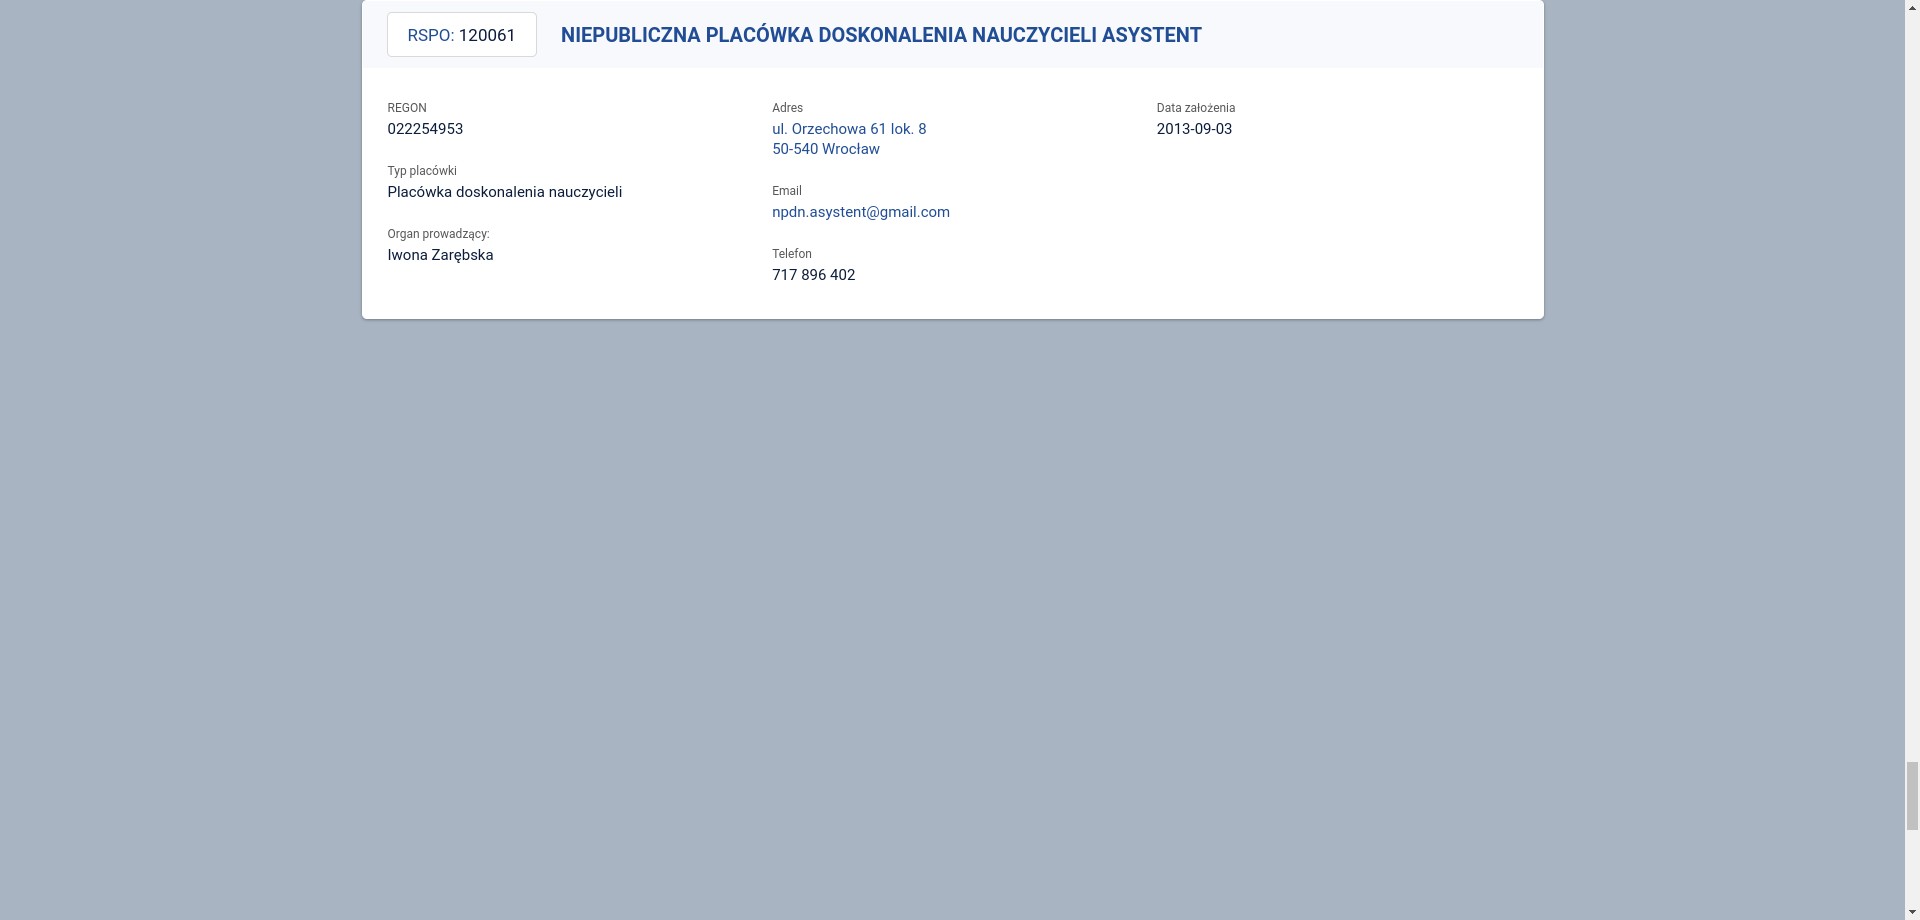 RSPO: 120061
NIEPUBLICZNA PLACÓWKA DOSKONALENIA NAUCZYCIELI ASYSTENT
REGON
022254953
Typ placówki
Placówka doskonalenia nauczycieli
Organ prowadzący:
Iwona Zarębska
Adres
ul. Orzechowa 61 lok. 8
50-540 Wrocław
Email
npdn.asystent@gmail.com
Telefon
717 896 402
Data założenia
2013-09-03